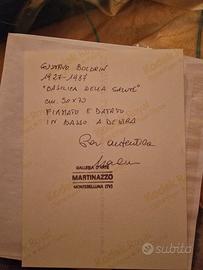 GUSTAVO BOLDRIN
1927-1987
"BASILICA DELLA SALUTE"
cm. 50x70
FIRMATO E DATATO
IN BASSO A DESTRA
Per autentica
GALLERIA D'ARTE
MARTINAZZO
MONTEBELLUNA (TV)
subito